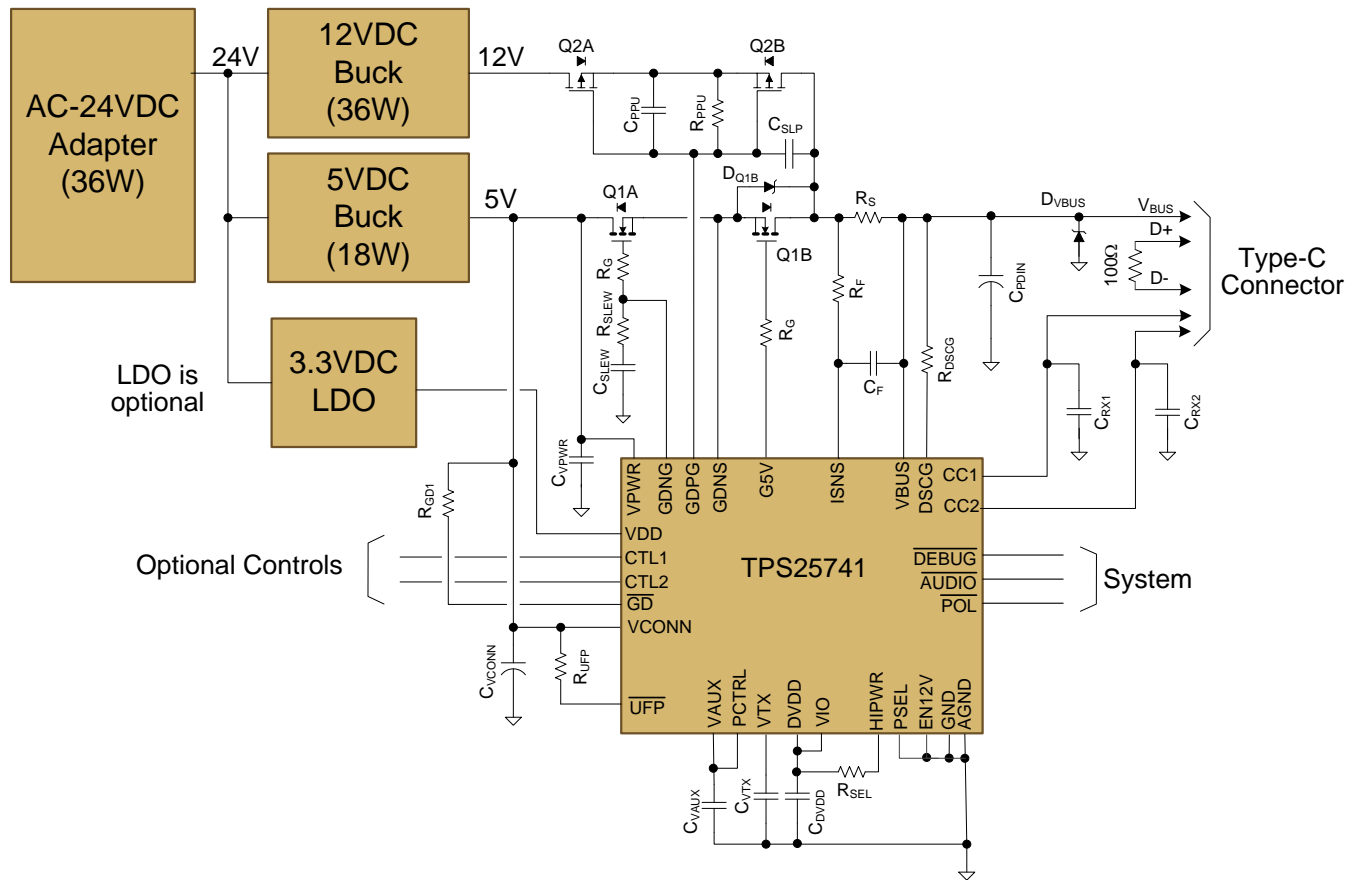 AC-24VDC
Adapter
(36W)
24V
12VDC
Buck
(36W)
12V
5VDC
Buck
(18W)
5V
3.3VDC
LDO
LDO is
optional
Q2A
Q2B
CPPU
RPPU
CSLP
DQ1B
Q1A
Q1B
RG
RSLEW
CSLEW
RG
RS
RF
CF
RDSCG
CPDIN
DVBUS
VBUS
D+
100Ω
D-
Type-C
Connector
CRX1
CRX2
CVPWR
RGD1
VPWR
GDNG
GDPG
GDNS
G5V
ISNS
VBUS
DSCG
CC1
CC2
VDD
CTL1
CTL2
GD
VCONN
UFP
TPS25741
DEBUG
AUDIO
POL
System
Optional Controls
CVCONN
RUFP
VAUX
PCTRL
VTX
DVDD
VIO
HIPWR
PSEL
EN12V
GND
AGND
CVAUX
CVTX
CDVDD
RSEL